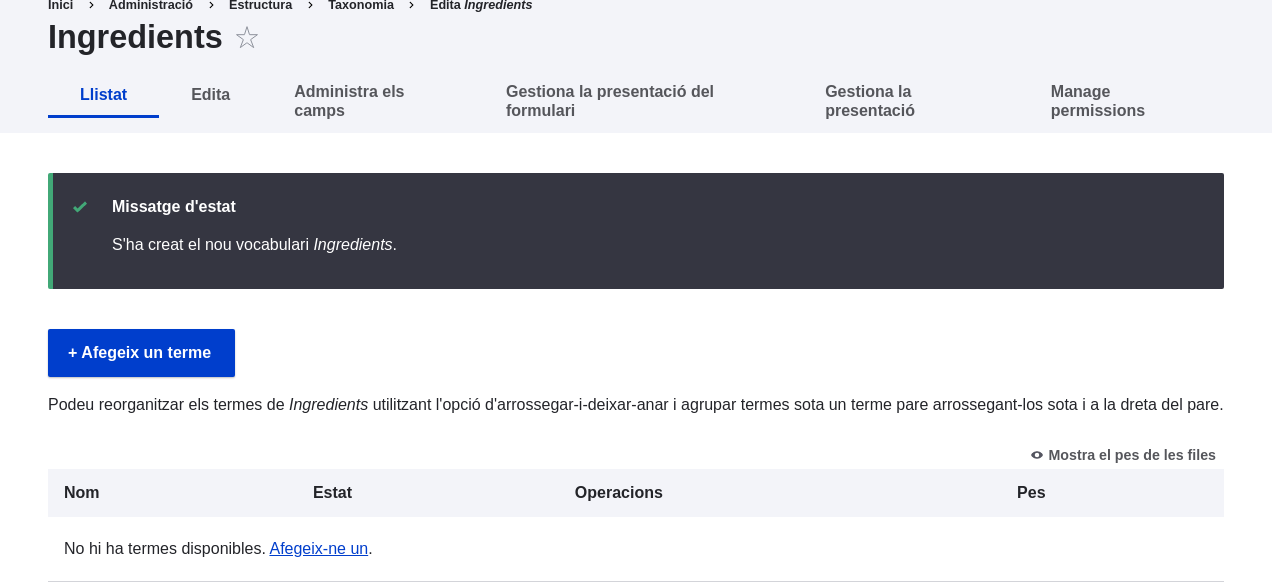 Inici > Administració > Estructura > Taxonomia > Edita Ingredients
Ingredients
Llistat
Edita
Administra els
camps
Gestiona la presentació del
formulari
Gestiona la
presentació
Manage
permissions
Missatge d'estat
S'ha creat el nou vocabulari Ingredients.
+ Afegeix un terme
Podeu reorganitzar els termes de Ingredients utilitzant l'opció d'arrossegar-i-deixar-anar i agrupar termes sota un terme pare arrossegant-los sota i a la dreta del pare.
Mostra el pes de les files
Nom Estat Operacions Pes
No hi ha termes disponibles. Afegeix-ne un.